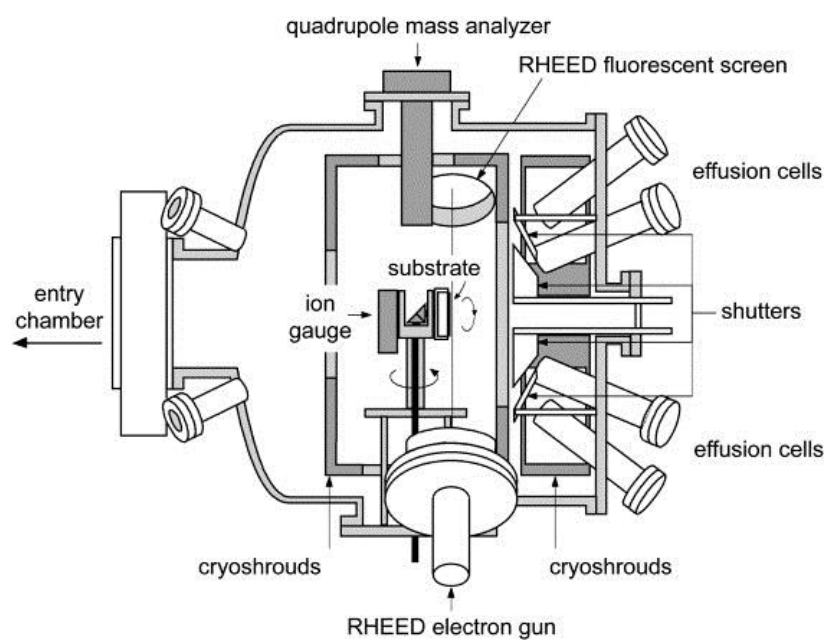 quadrupole mass analyzer
RHEED fluorescent screen
effusion cells
substrate
entry
chamber
ion
gauge
shutters
effusion cells
cryoshrouds
cryoshrouds
RHEED electron gun